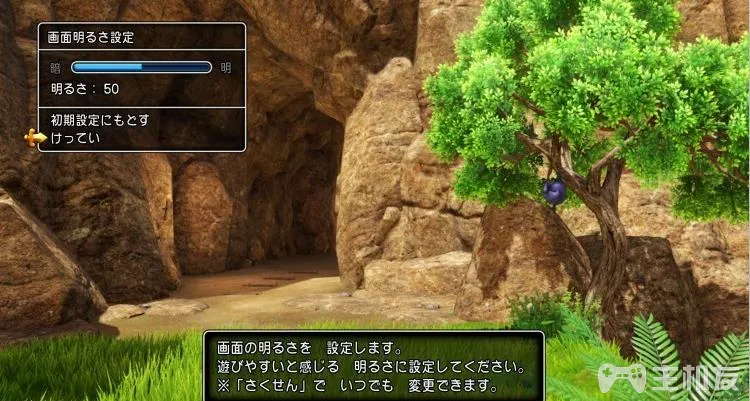 画面明るさ設定
暗 明
明るさ： 50
初期設定にもどす
けってい
画面の明るさを　設定します。
遊びやすいと感じる　明るさに設定してください。
※「さくせん」で　いつでも　変更できます。
主机友